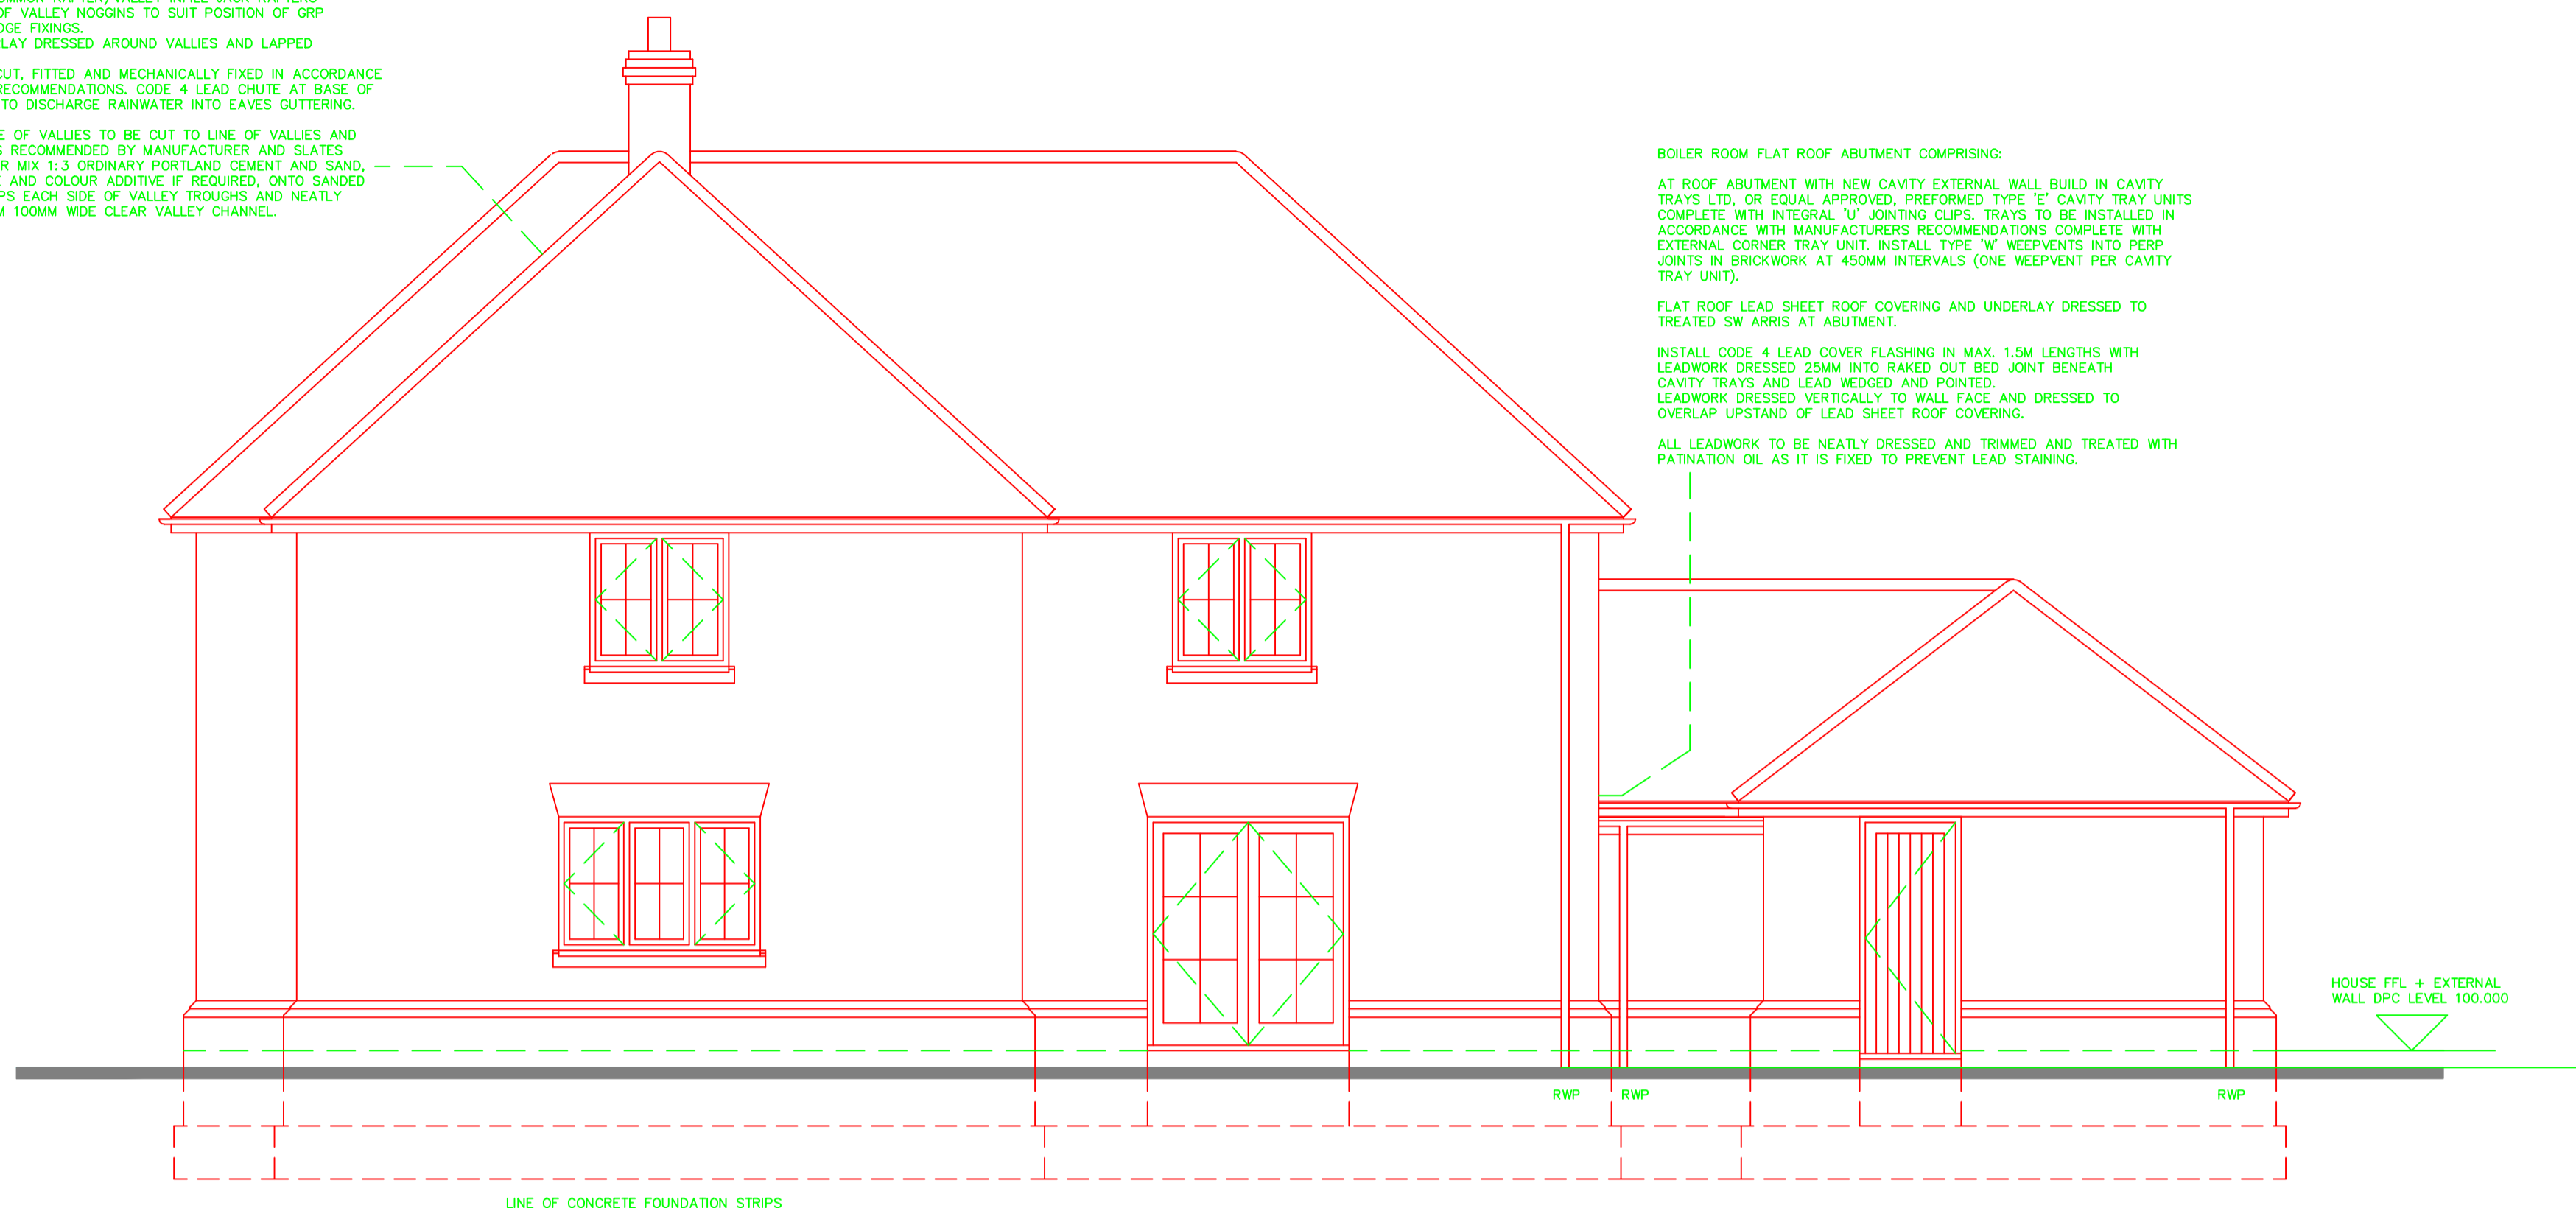 OF VALLEY NOGGINS TO SUIT POSITION OF GRP
DGE FIXINGS.
LAY DRESSED AROUND VALLIES AND LAPPED
CUT, FITTED AND MECHANICALLY FIXED IN ACCORDANCE
RECOMMENDATIONS. CODE 4 LEAD CHUTE AT BASE OF
TO DISCHARGE RAINWATER INTO EAVES GUTTERING.
E OF VALLIES TO BE CUT TO LINE OF VALLIES AND
S RECOMMENDED BY MANUFACTURER AND SLATES
R MIX 1:3 ORDINARY PORTLAND CEMENT AND SAND,
E AND COLOUR ADDITIVE IF REQUIRED, ONTO SANDED
PS EACH SIDE OF VALLEY TROUGHS AND NEATLY
M 100MM WIDE CLEAR VALLEY CHANNEL.
BOILER ROOM FLAT ROOF ABUTMENT COMPRISING:
AT ROOF ABUTMENT WITH NEW CAVITY EXTERNAL WALL BUILD IN CAVITY
TRAYS LTD, OR EQUAL APPROVED, PREFORMED TYPE 'E' CAVITY TRAY UNITS
COMPLETE WITH INTEGRAL 'U' JOINTING CLIPS. TRAYS TO BE INSTALLED IN
ACCORDANCE WITH MANUFACTURERS RECOMMENDATIONS COMPLETE WITH
EXTERNAL CORNER TRAY UNIT. INSTALL TYPE 'W' WEEPVENTS INTO PERP
JOINTS IN BRICKWORK AT 450MM INTERVALS (ONE WEEPVENT PER CAVITY
TRAY UNIT).
FLAT ROOF LEAD SHEET ROOF COVERING AND UNDERLAY DRESSED TO
TREATED SW ARRIS AT ABUTMENT.
INSTALL CODE 4 LEAD COVER FLASHING IN MAX. 1.5M LENGTHS WITH
LEADWORK DRESSED 25MM INTO RAKED OUT BED JOINT BENEATH
CAVITY TRAYS AND LEAD WEDGED AND POINTED.
LEADWORK DRESSED VERTICALLY TO WALL FACE AND DRESSED TO
OVERLAP UPSTAND OF LEAD SHEET ROOF COVERING.
ALL LEADWORK TO BE NEATLY DRESSED AND TRIMMED AND TREATED WITH
PATINATION OIL AS IT IS FIXED TO PREVENT LEAD STAINING.
HOUSE FFL + EXTERNAL
WALL DPC LEVEL 100.000
RWP
RWP
RWP
LINE OF CONCRETE FOUNDATION STRIPS